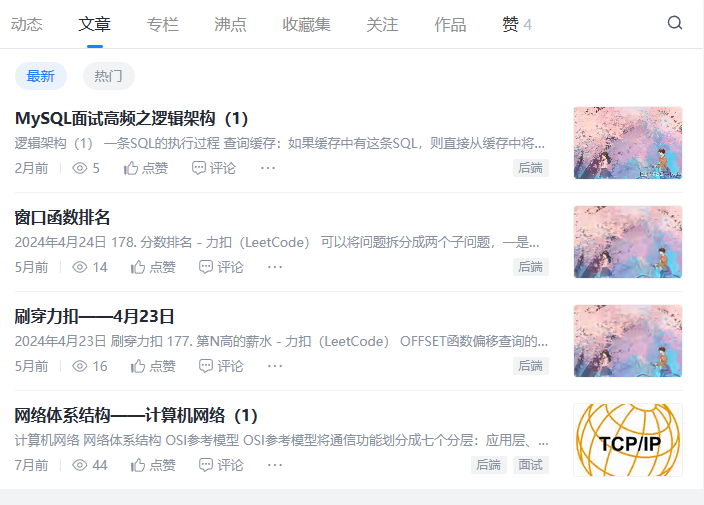 动态 文章 专栏 沸点 收藏集 关注 作品 赞 4
最新 热门
MySQL面试高频之逻辑架构（1）
逻辑架构（1） 一条SQL的执行过程 查询缓存：如果缓存中有这条SQL，则直接从缓存中将...
2月前 5 点赞 评论 ... 后端
窗口函数排名
2024年4月24日 178. 分数排名 - 力扣（LeetCode） 可以将问题拆分成两个子问题，一是...
5月前 14 点赞 评论 ... 后端
刷穿力扣——4月23日
2024年4月23日 刷穿力扣 177. 第N高的薪水 - 力扣（LeetCode） OFFSET函数偏移查询的...
5月前 16 点赞 评论 ... 后端
网络体系结构——计算机网络（1）
计算机网络 网络体系结构 OSI参考模型 OSI参考模型将通信功能划分成七个分层：应用层、...
TCP/IP
7月前 44 点赞 评论 ... 后端 面试